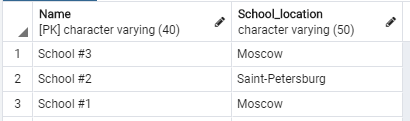 Name School_location
[PK] character varying (40) character varying (50)
1 School #3 Moscow
2 School #2 Saint-Petersburg
3 School #1 Moscow